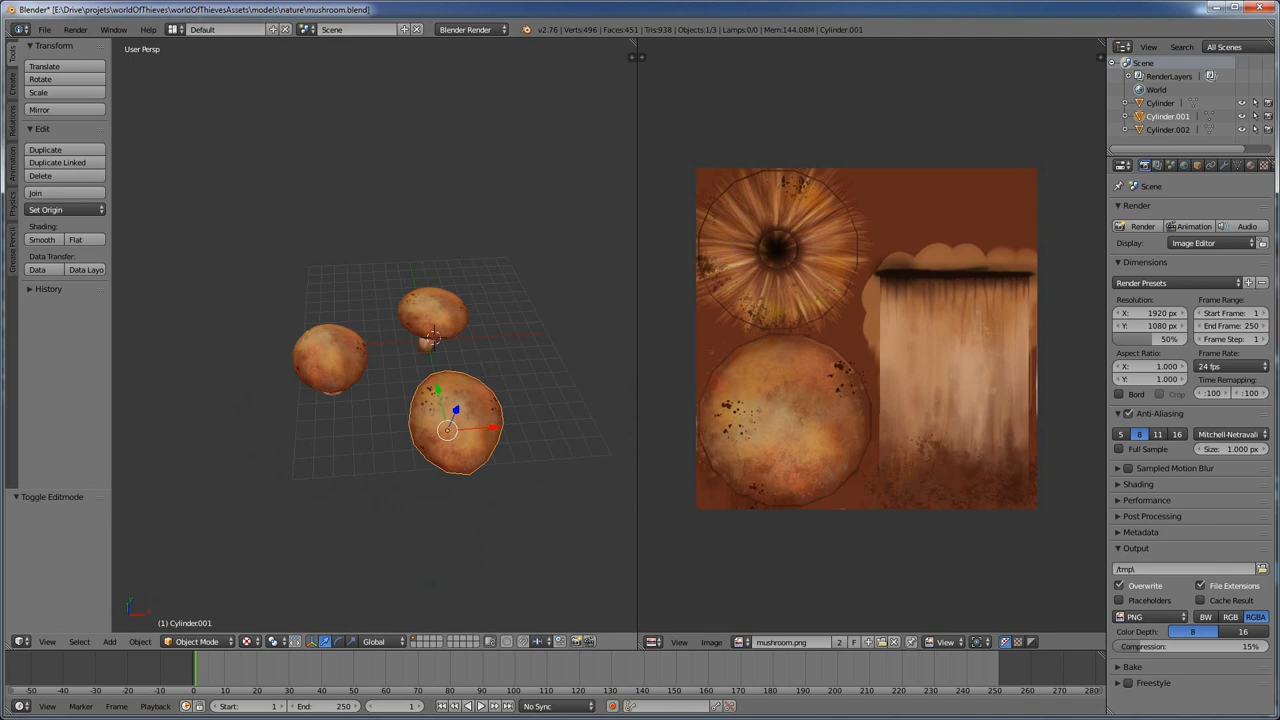 Blender* [E:\Drive\projets\worldOfThieves\worldOfThievesAssets\models\nature\mushroom.blend]
File Render Window Help Default Scene Blender Render v2.76 | Verts:496 | Faces:451 | Tris:938 | Objects:1/3 | Lamps:0/0 | Mem:144.08M | Cylinder.001
Tools
Create
Relations
Animation
Physics
Grease Pencil
Transform
Translate
Rotate
Scale
Mirror
Edit
Duplicate
Duplicate Linked
Delete
Join
Set Origin
Shading:
Smooth Flat
Data Transfer:
Data Data Layo
History
Toggle Editmode
User Persp
(1) Cylinder.001
View Select Add Object Object Mode Global
View Image mushroom.png 2 F View
-50 -40 -30 -20 -10 0 10 20 30 40 50 60 70 80 90 100 110 120 130 140 150 160 170 180 190 200 210 220 230 240 250 260 270 280
View Marker Frame Playback Start: 1 End: 250 1 No Sync
View Search All Scenes
Scene
RenderLayers
World
Cylinder
Cylinder.001
Cylinder.002
Scene
Render
Render Animation Audio
Display: Image Editor
Dimensions
Render Presets
Resolution: Frame Range:
X: 1920 px Start Frame: 1
Y: 1080 px End Frame: 250
50% Frame Step: 1
Aspect Ratio: Frame Rate:
X: 1.000 24 fps
Y: 1.000 Time Remapping:
Bord Crop :100 :100
Anti-Aliasing
5 8 11 16 Mitchell-Netravali
Full Sample Size: 1.000 px
Sampled Motion Blur
Shading
Performance
Post Processing
Metadata
Output
/tmp\
Overwrite File Extensions
Placeholders Cache Result
PNG BW RGB RGBA
Color Depth: 8 16
Compression: 15%
Bake
Freestyle